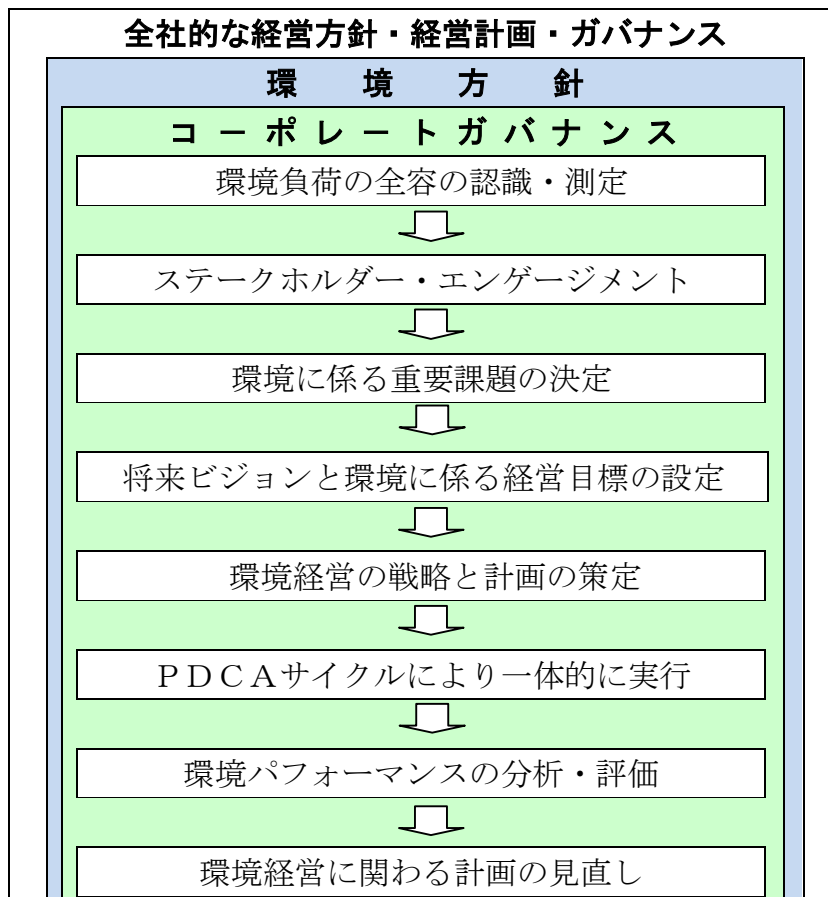 全社的な経営方針・経営計画・ガバナンス
環境方針
コーポレートガバナンス
環境負荷の全容の認識・測定
ステークホルダー・エンゲージメント
環境に係る重要課題の決定
将来ビジョンと環境に係る経営目標の設定
環境経営の戦略と計画の策定
ＰＤＣＡサイクルにより一体的に実行
環境パフォーマンスの分析・評価
環境経営に関わる計画の見直し